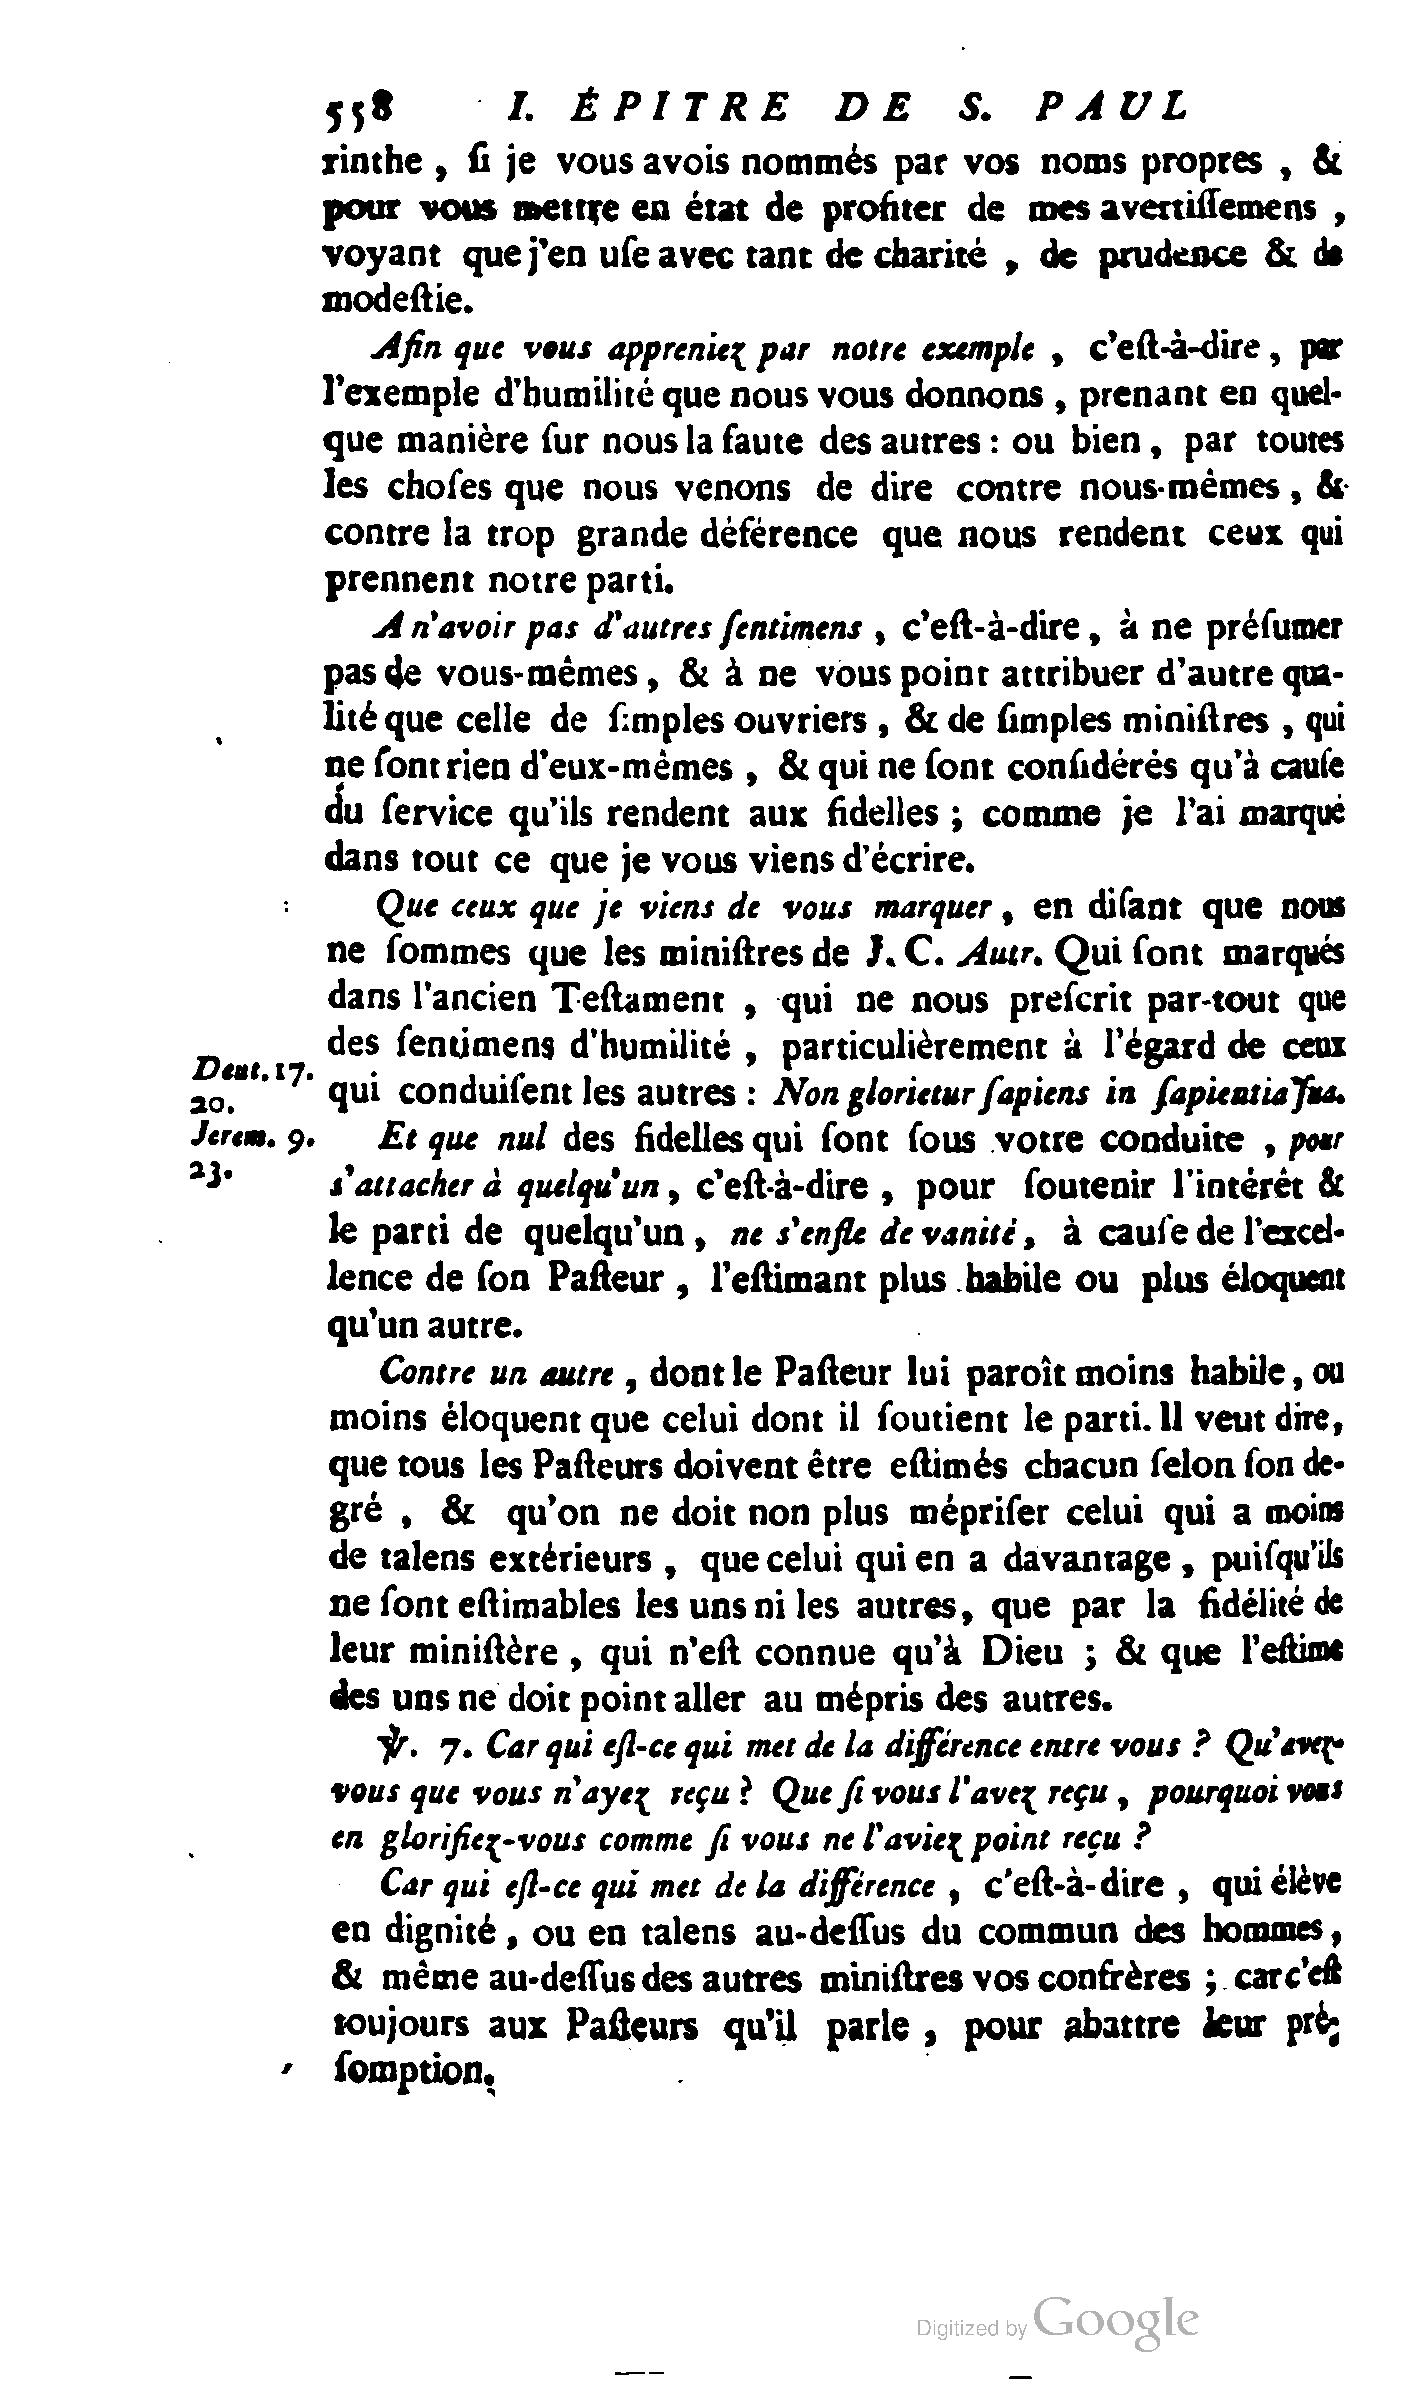 558 I. ÉPITRE DE S. PAUL
rinthe, ſi je vous avois nommés par vos noms propres, &
pour vous mettre en état de profiter de mes avertiſſemens,
voyant que j'en uſe avec tant de charité, de prudence & de
modeſtie.
Afin que vous appreniez par notre exemple, c'eſt-à-dire, par
l'exemple d'humilité que nous vous donnons, prenant en quel-
que manière ſur nous la faute des autres : ou bien, par toutes
les choſes que nous venons de dire contre nous-mêmes, &
contre la trop grande déférence que nous rendent ceux qui
prennent notre parti.
A n'avoir pas d'autres ſentimens, c'eſt-à-dire, à ne préſumer
pas de vous-mêmes, & à ne vous point attribuer d'autre qua-
lité que celle de ſimples ouvriers, & de ſimples miniſtres, qui
ne ſont rien d'eux-mêmes, & qui ne ſont conſidérés qu'à cauſe
du ſervice qu'ils rendent aux fidelles ; comme je l'ai marqué
dans tout ce que je vous viens d'écrire.
Que ceux que je viens de vous marquer, en diſant que nous
ne ſommes que les miniſtres de J. C. Autr. Qui ſont marqués
dans l'ancien Teſtament, qui ne nous preſcrit par-tout que
des ſentimens d'humilité, particulièrement à l'égard de ceux
Deut. 17.
20.
qui conduiſent les autres : Non glorietur ſapiens in ſapientia ſua.
Jerem. 9.
23.
Et que nul des fidelles qui ſont ſous votre conduite, pour
s'attacher à quelqu'un, c'eſt-à-dire, pour ſoutenir l'intérêt &
le parti de quelqu'un, ne s'enfle de vanité, à cauſe de l'excel-
lence de ſon Paſteur, l'eſtimant plus habile ou plus éloquent
qu'un autre.
Contre un autre, dont le Paſteur lui paroît moins habile, ou
moins éloquent que celui dont il ſoutient le parti. Il veut dire,
que tous les Paſteurs doivent être eſtimés chacun ſelon ſon de-
gré, & qu'on ne doit non plus mépriſer celui qui a moins
de talens extérieurs, que celui qui en a davantage, puiſqu'ils
ne ſont eſtimables les uns ni les autres, que par la fidélité de
leur miniſtère, qui n'eſt connue qu'à Dieu ; & que l'eſtime
des uns ne doit point aller au mépris des autres.
℣. 7. Car qui eſt-ce qui met de la différence entre vous ? Qu'avez-
vous que vous n'ayez reçu ? Que ſi vous l'avez reçu, pourquoi vous
en glorifiez-vous comme ſi vous ne l'aviez point reçu ?
Car qui eſt-ce qui met de la différence, c'eſt-à-dire, qui élève
en dignité, ou en talens au-deſſus du commun des hommes,
& même au-deſſus des autres miniſtres vos confrères ; car c'eſt
toujours aux Paſteurs qu'il parle, pour abattre leur pré-
ſomption.
Digitized by Google